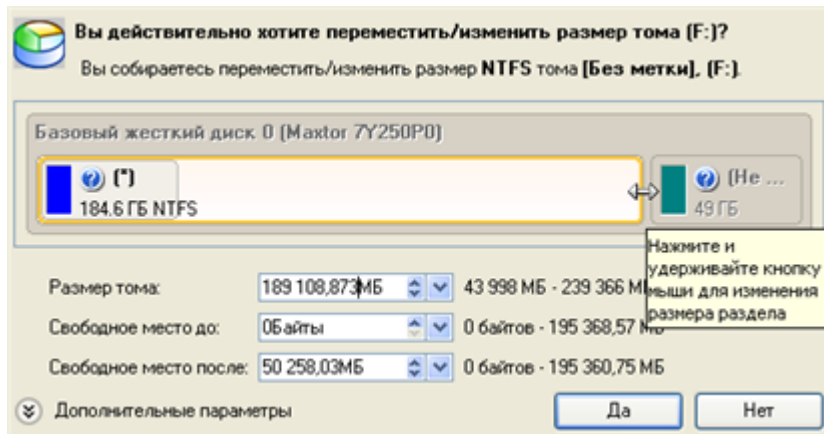 Вы действительно хотите переместить/изменить размер тома (F:)?
Вы собираетесь переместить/изменить размер NTFS тома [Без метки], (F:).
Базовый жесткий диск 0 (Maxtor 7Y250P0)
(*)
184.6 ГБ NTFS
(Не ...
49 ГБ
Нажмите и
удерживайте кнопку
мыши для изменения
размера раздела
Размер тома: 189 108,873МБ 43 998 МБ - 239 366 М
Свободное место до: 0Байты 0 байтов - 195 368,57
Свободное место после: 50 258,03МБ 0 байтов - 195 360,75 МБ
Дополнительные параметры
Да Нет